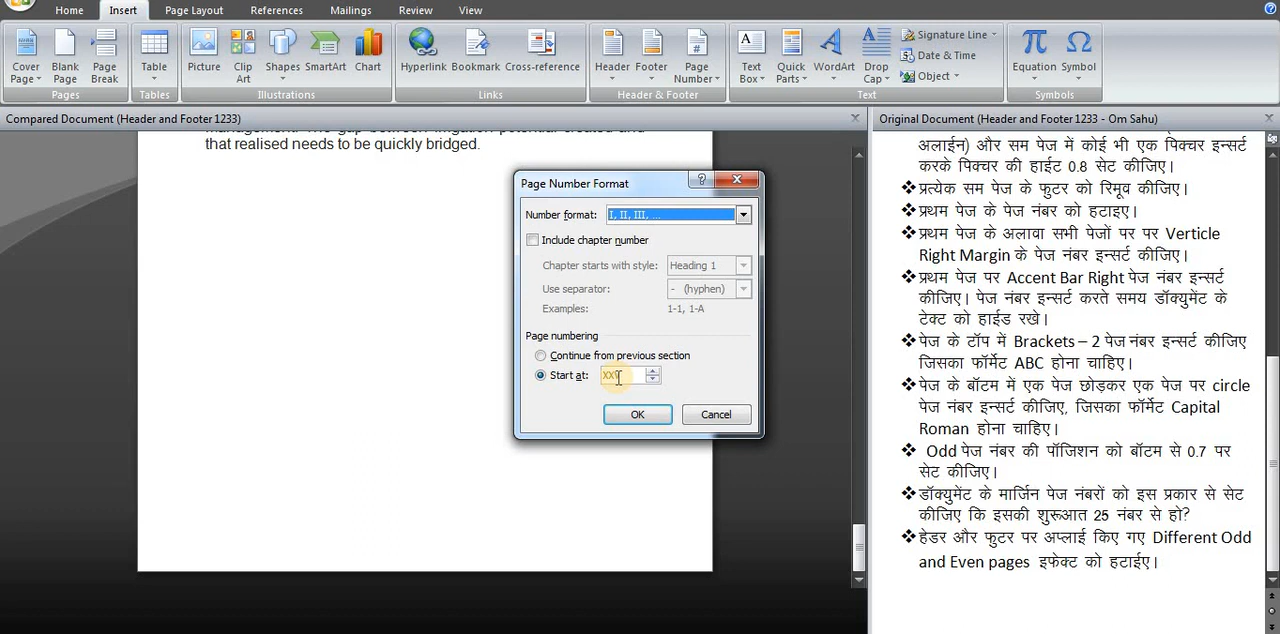 Home Insert Page Layout References Mailings Review View
Cover Page Blank Page Page Break
Table
Picture Clip Art Shapes SmartArt Chart
Hyperlink Bookmark Cross-reference
Header Footer Page Number
Text Box Quick Parts WordArt Drop Cap
Signature Line
Date & Time
Object
Equation Symbol
Pages Tables Illustrations Links Header & Footer Text Symbols
Compared Document (Header and Footer 1233)
that realised needs to be quickly bridged.
Page Number Format
Number format: I, II, III, ...
Include chapter number
Chapter starts with style: Heading 1
Use separator: - (hyphen)
Examples: 1-1, 1-A
Page numbering
Continue from previous section
Start at:
OK Cancel
Original Document (Header and Footer 1233 - Om Sahu)
अलाईन) और सम पेज में कोई भी एक पिक्चर इन्सर्ट
करके पिक्चर की हाईट 0.8 सेट कीजिए।
❖प्रत्येक सम पेज के फुटर को रिमूव कीजिए।
❖प्रथम पेज के पेज नंबर को हटाइए।
❖प्रथम पेज के अलावा सभी पेजों पर पर Verticle
Right Margin के पेज नंबर इन्सर्ट कीजिए।
❖प्रथम पेज पर Accent Bar Right पेज नंबर इन्सर्ट
कीजिए। पेज नंबर इन्सर्ट करते समय डॉक्युमेंट के
टेक्ट को हाईड रखे।
❖पेज के टॉप में Brackets – 2 पेज नंबर इन्सर्ट कीजिए
जिसका फॉर्मेट ABC होना चाहिए।
❖पेज के बॉटम में एक पेज छोड़कर एक पेज पर circle
पेज नंबर इन्सर्ट कीजिए, जिसका फॉर्मेट Capital
Roman होना चाहिए।
❖ Odd पेज नंबर की पॉजिशन को बॉटम से 0.7 पर
सेट कीजिए।
❖डॉक्युमेंट के मार्जिन पेज नंबरों को इस प्रकार से सेट
कीजिए कि इसकी शुरूआत 25 नंबर से हो?
❖हेडर और फुटर पर अप्लाई किए गए Different Odd
and Even pages इफेक्ट को हटाईए।